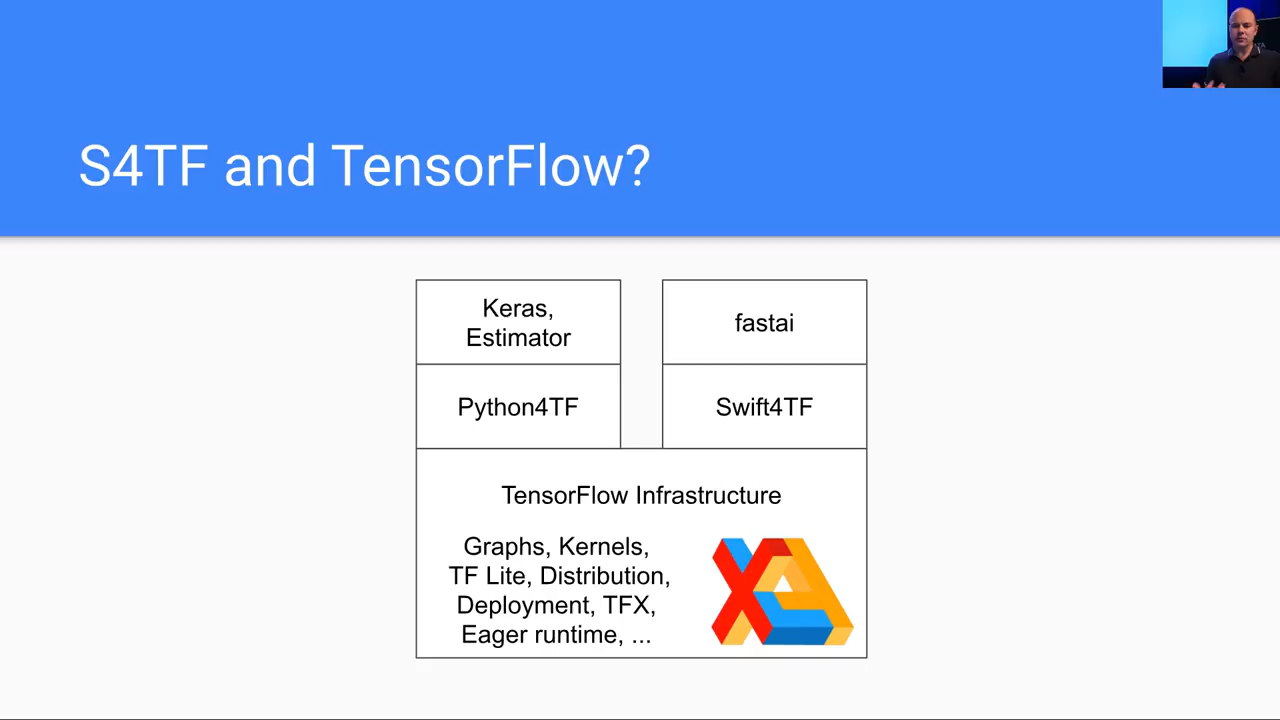 S4TF and TensorFlow?
Keras,
Estimator
fastai
Python4TF
Swift4TF
TensorFlow Infrastructure
Graphs, Kernels,
TF Lite, Distribution,
Deployment, TFX,
Eager runtime, ...
XLA